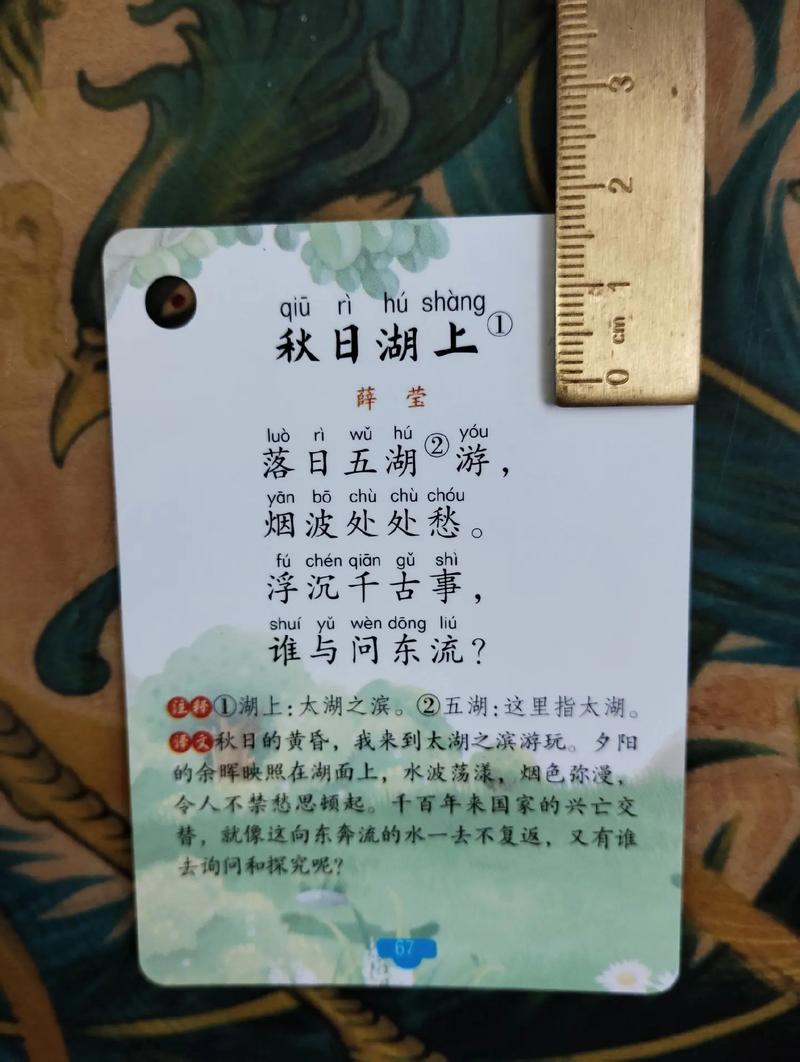 3
2
1
cm
0
qiū rì hú shàng
秋日湖上①
薛莹
luò rì wǔ hú yóu
落日五湖②游，
yān bō chù chù chóu
烟波处处愁。
fú chén qiān gǔ shì
浮沉千古事，
shuí yǔ wèn dōng liú
谁与问东流？
注释①湖上：太湖之滨。②五湖：这里指太湖。
译文秋日的黄昏，我来到太湖之滨游玩。夕阳
的余晖映照在湖面上，水波荡漾，烟色弥漫，
令人不禁愁思顿起。千百年来国家的兴亡交
替，就像这向东奔流的水一去不复返，又有谁
去询问和探究呢？
67